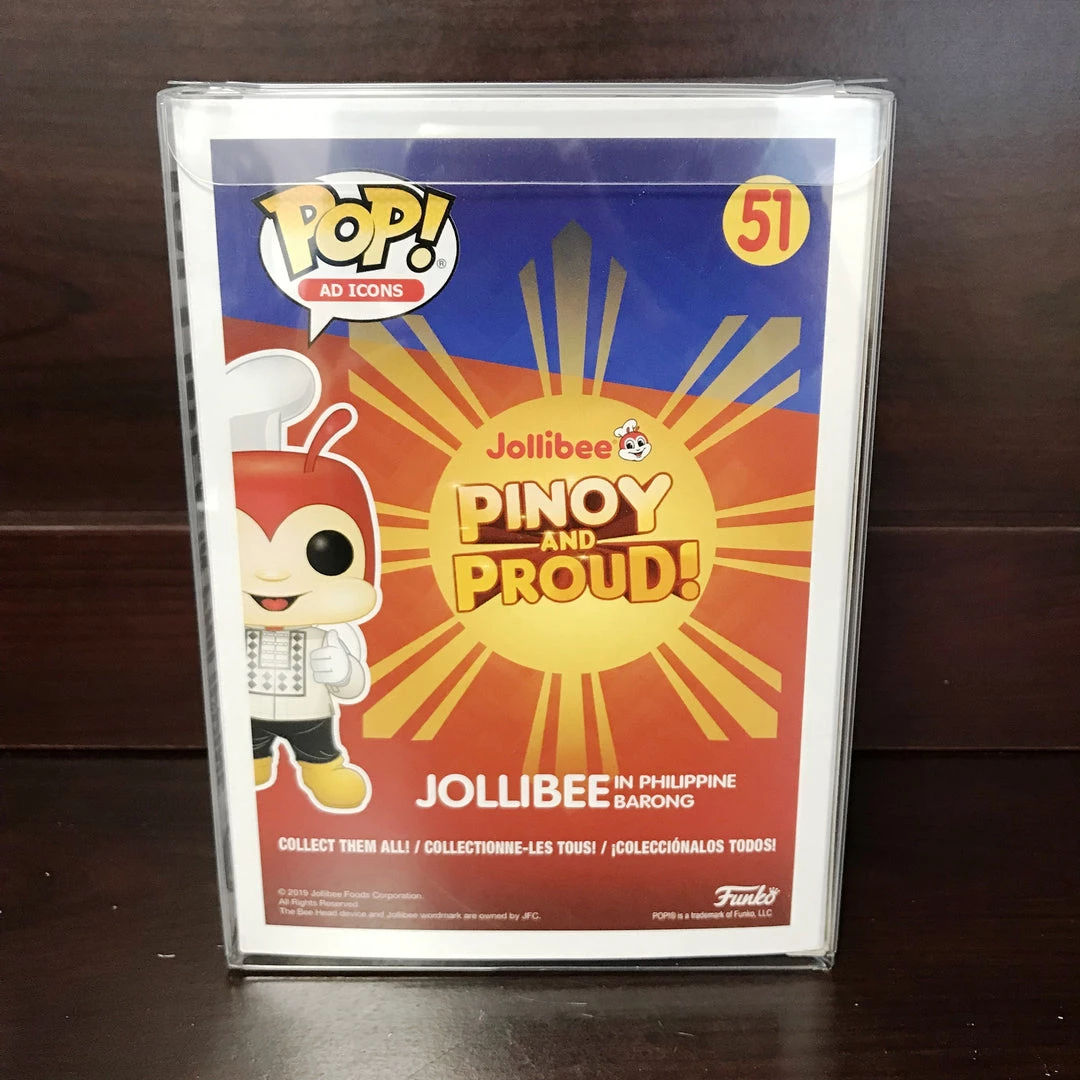 POP!®
AD ICONS
51
Jollibee®
PINOY
AND
PROUD!
JOLLIBEE IN PHILIPPINE
BARONG
COLLECT THEM ALL! / COLLECTIONNE-LES TOUS! / ¡COLECCIÓNALOS TODOS!
© 2019 Jollibee Foods Corporation.
All Rights Reserved.
The Bee Head device and Jollibee wordmark are owned by JFC.
Funko
POP!® is a trademark of Funko, LLC